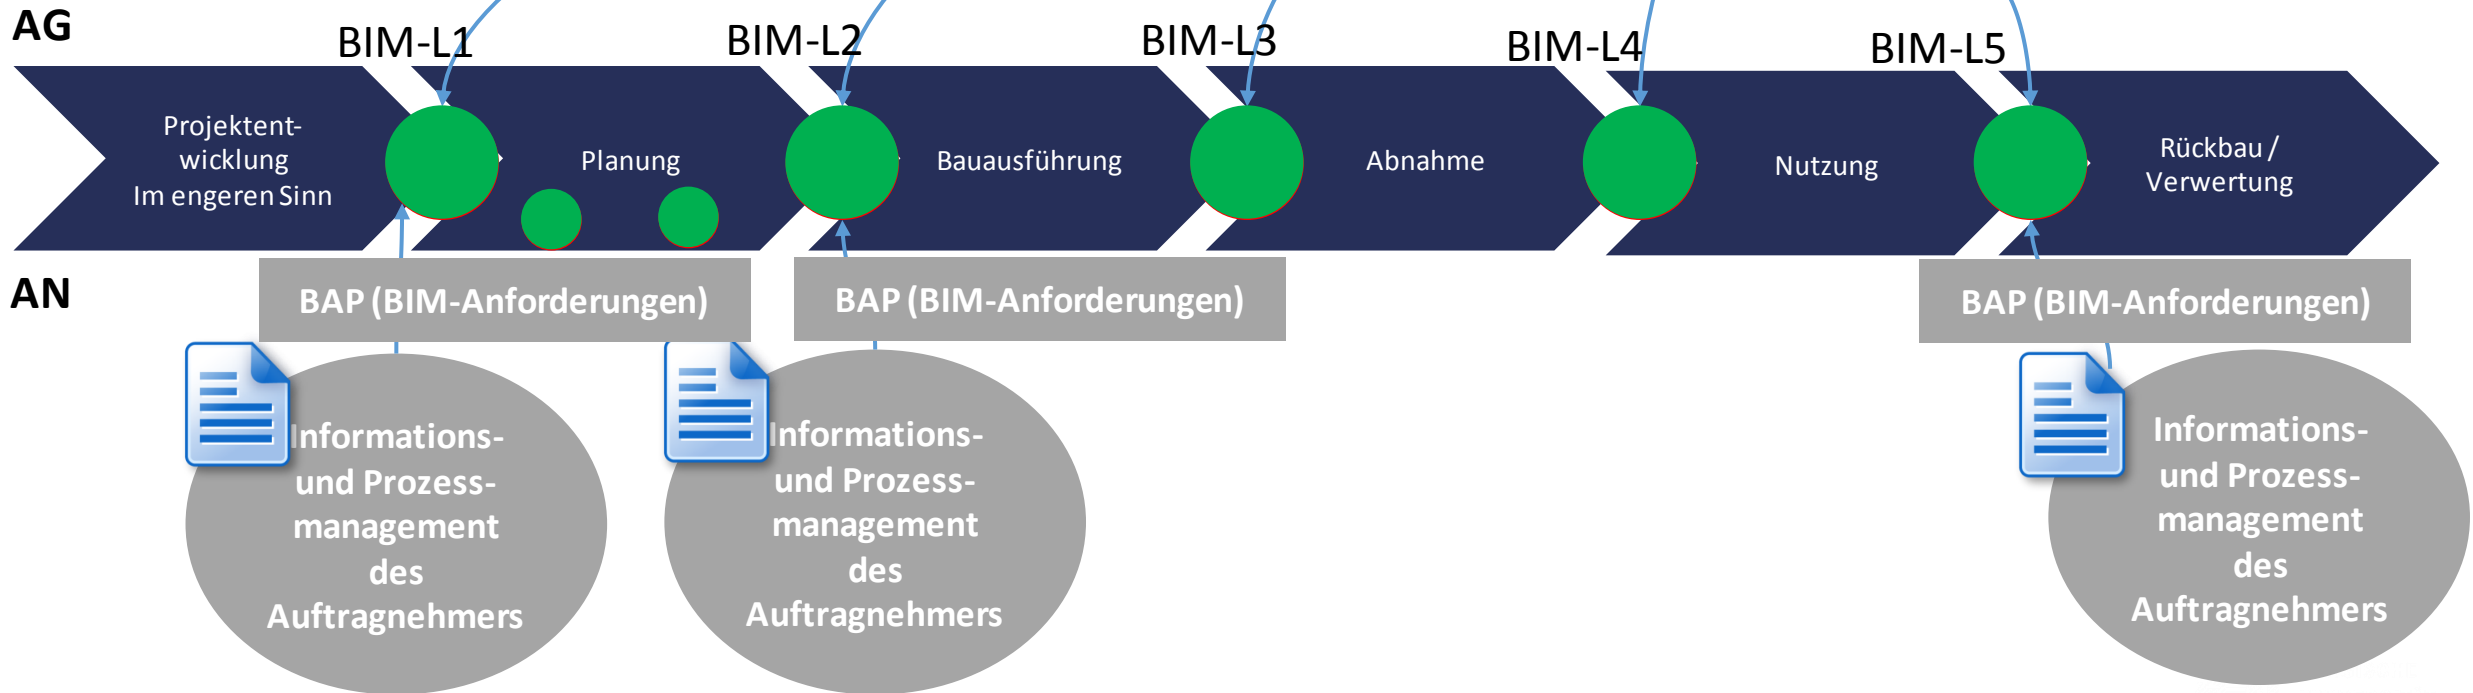 AG
BIM-L1
BIM-L2
BIM-L3
BIM-L4
BIM-L5
Projektent-
wicklung
Im engeren Sinn
Planung
Bauausführung
Abnahme
Nutzung
Rückbau /
Verwertung
AN
BAP (BIM-Anforderungen)
BAP (BIM-Anforderungen)
BAP (BIM-Anforderungen)
Informations-
und Prozess-
management
des
Auftragnehmers
Informations-
und Prozess-
management
des
Auftragnehmers
Informations-
und Prozess-
management
des
Auftragnehmers